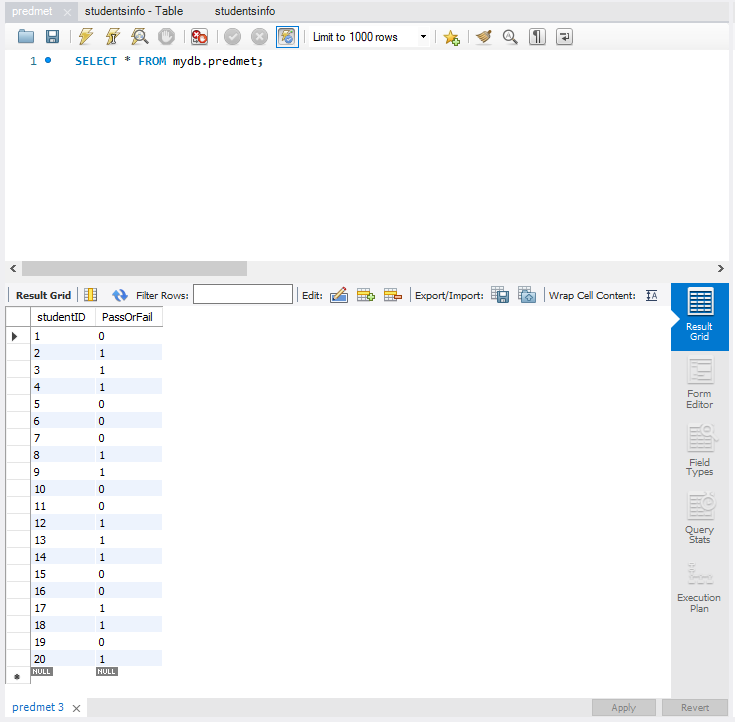 predmet × studentsinfo - Table studentsinfo
Limit to 1000 rows
1 SELECT * FROM mydb.predmet;
Result Grid Filter Rows: Edit: Export/Import: Wrap Cell Content: IA
studentID PassOrFail
1 0
2 1
3 1
4 1
5 0
6 0
7 0
8 1
9 1
10 0
11 0
12 1
13 1
14 1
15 0
16 0
17 1
18 1
19 0
20 1
NULL NULL
Result
Grid
Form
Editor
Field
Types
Query
Stats
Execution
Plan
predmet 3 ×
Apply Revert